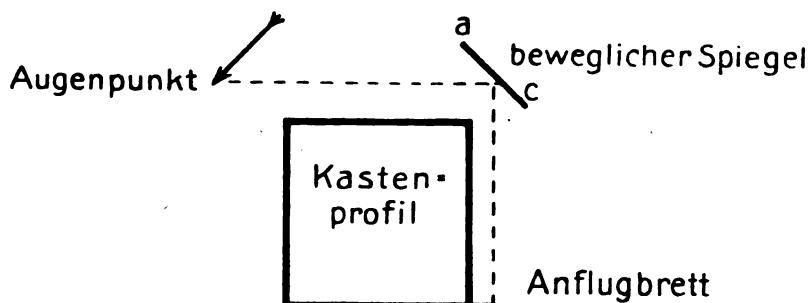 a
beweglicher Spiegel
Augenpunkt
c
Kasten-
profil
Anflugbrett